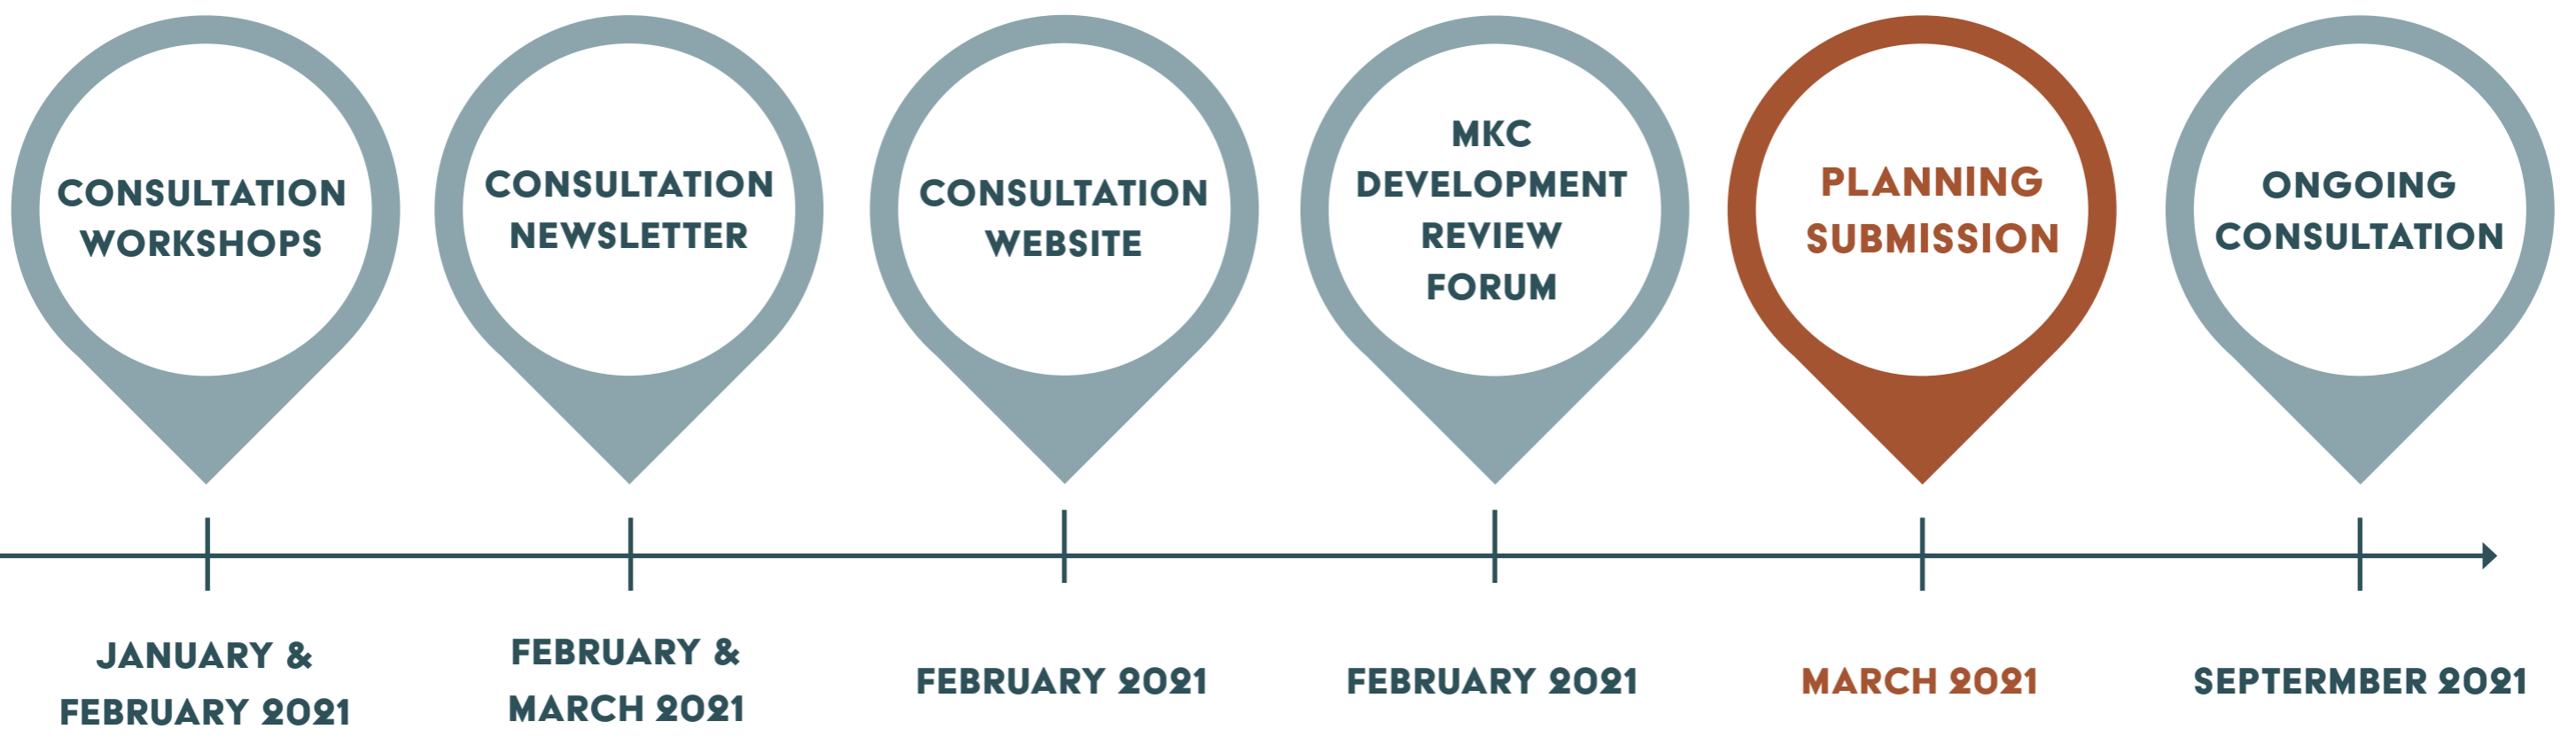 CONSULTATION
WORKSHOPS
CONSULTATION
NEWSLETTER
CONSULTATION
WEBSITE
MKC
DEVELOPMENT
REVIEW
FORUM
PLANNING
SUBMISSION
ONGOING
CONSULTATION
JANUARY &
FEBRUARY 2021
FEBRUARY &
MARCH 2021
FEBRUARY 2021
FEBRUARY 2021
MARCH 2021
SEPTERMBER 2021